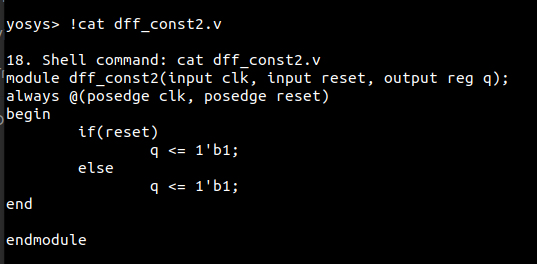 yosys> !cat dff_const2.v
18. Shell command: cat dff_const2.v
module dff_const2(input clk, input reset, output reg q);
always @(posedge clk, posedge reset)
begin
        if(reset)
                q <= 1'b1;
        else
                q <= 1'b1;
end
endmodule